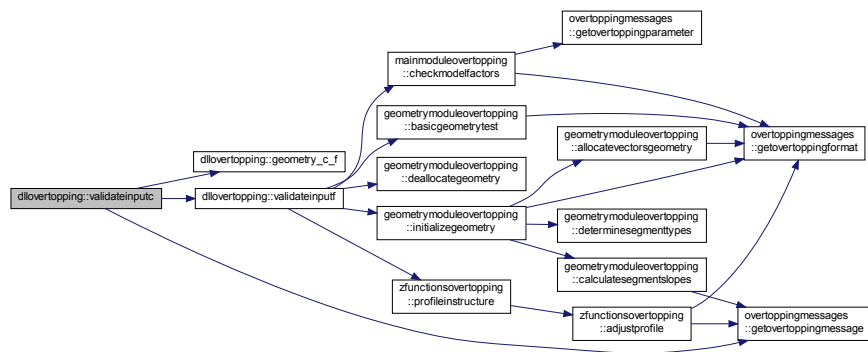 dllovertopping::validateinputc
dllovertopping::geometry_c_f
dllovertopping::validateinputf
mainmoduleovertopping
::checkmodelfactors
geometrymoduleovertopping
::basicgeometrytest
geometrymoduleovertopping
::deallocategeometry
geometrymoduleovertopping
::initializegeometry
zfunctionsovertopping
::profileinstructure
overtoppingmessages
::getovertoppingparameter
geometrymoduleovertopping
::allocatevectorsgeometry
geometrymoduleovertopping
::determinesegmenttypes
geometrymoduleovertopping
::calculatesegmentslopes
zfunctionsovertopping
::adjustprofile
overtoppingmessages
::getovertoppingformat
overtoppingmessages
::getovertoppingmessage